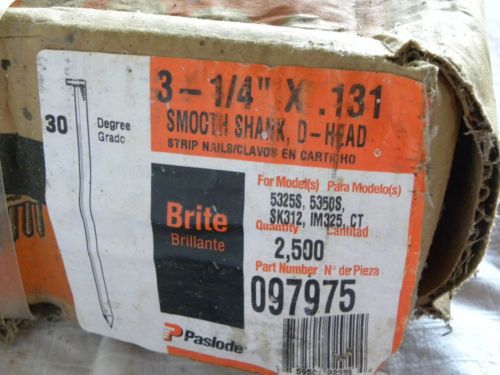 3-1/4" X .131
SMOOTH SHANK, D-HEAD
STRIP NAILS/CLAVOS EN CARTUCHO
30 Degree
Grado
For Model(s) Para Modelo(s)
5325S, 5350S,
SK312, IM325, CT
Brite
Brillante
Quantity Cantidad
2,500
Part Number N° de Pieza
097975
Paslode